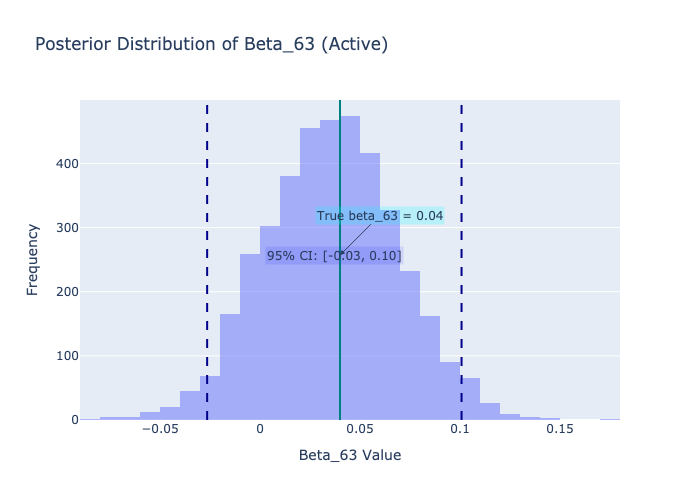 Posterior Distribution of Beta_63 (Active)
Frequency
400
300
200
100
0
True beta_63 = 0.04
95% CI: [-0.03, 0.10]
−0.05
0
0.05
0.1
0.15
Beta_63 Value